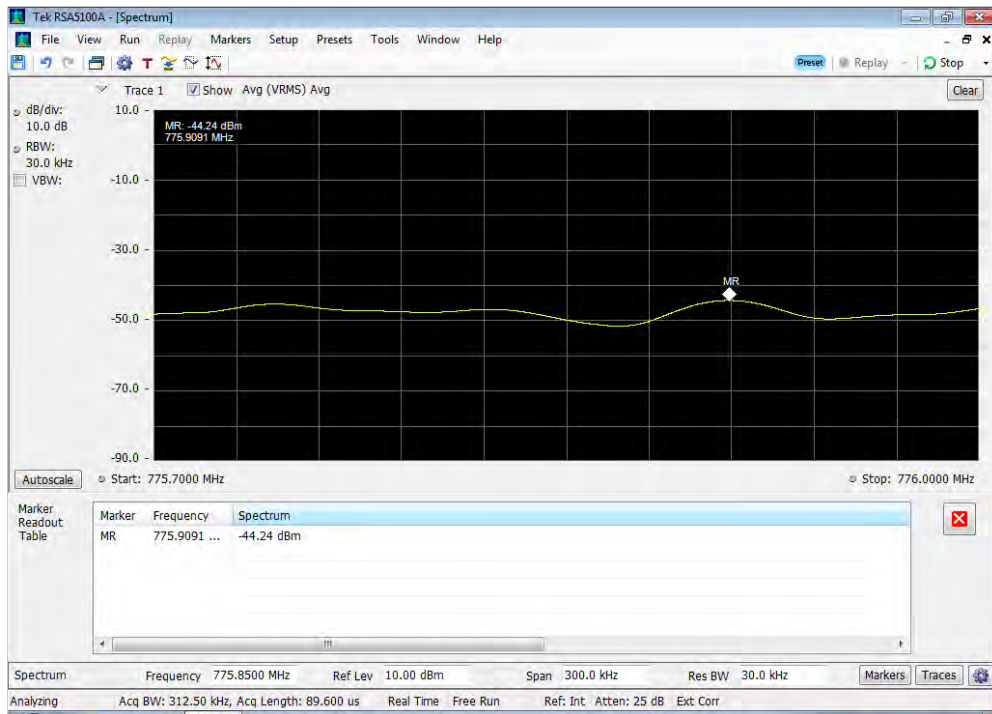 Tek RSA5100A - [Spectrum]
File View Run Replay Markers Setup Presets Tools Window Help
T
Preset Replay Stop
Trace 1 Show Avg (VRMS) Avg
Clear
dB/div:
10.0 dB
RBW:
30.0 kHz
VBW:
10.0 -
MR: -44.24 dBm
775.9091 MHz
-10.0 -
-30.0 -
MR
-50.0 -
-70.0 -
-90.0 -
Autoscale
Start: 775.7000 MHz
Stop: 776.0000 MHz
Marker
Readout
Table
Marker Frequency Spectrum
MR 775.9091 ... -44.24 dBm
Spectrum Frequency 775.8500 MHz Ref Lev 10.00 dBm Span 300.0 kHz Res BW 30.0 kHz Markers Traces
Analyzing Acq BW: 312.50 kHz, Acq Length: 89.600 us Real Time Free Run Ref: Int Atten: 25 dB Ext Corr